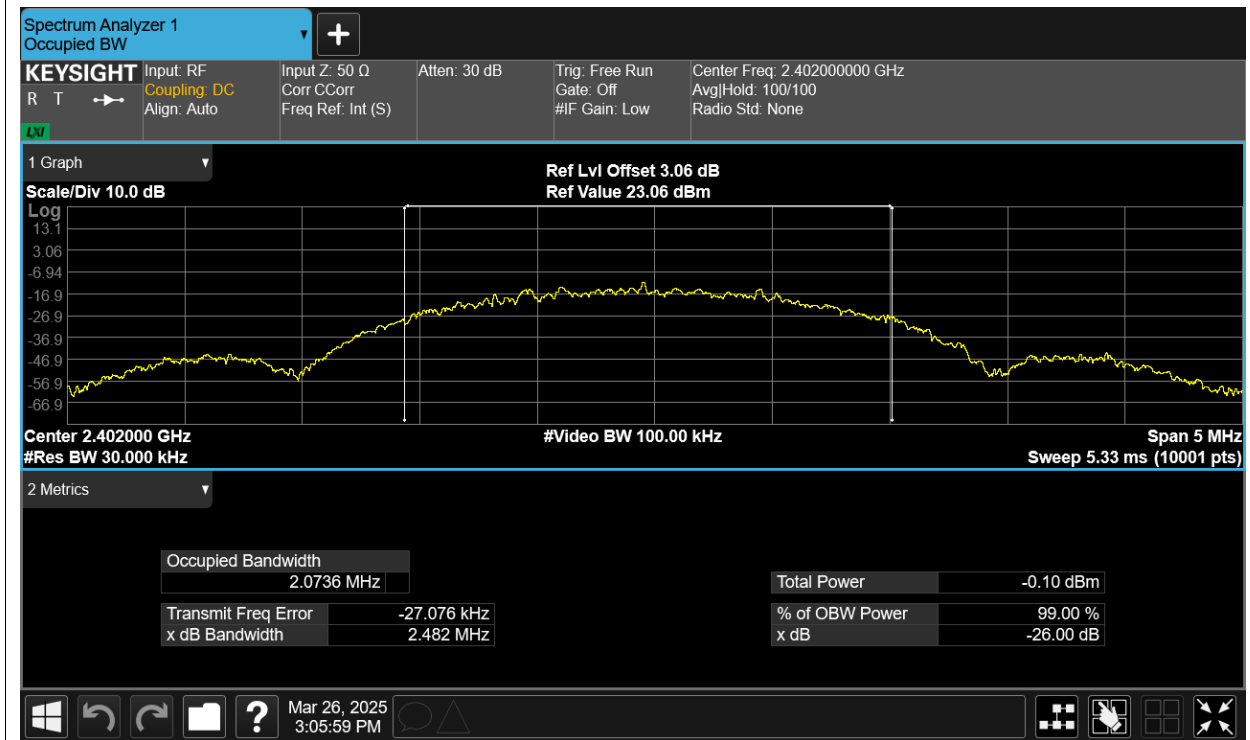 Spectrum Analyzer 1
Occupied BW
KEYSIGHT
R T
LXI
Input: RF
Coupling: DC
Align: Auto
Input Z: 50 Ω
Corr CCorr
Freq Ref: Int (S)
Atten: 30 dB
Trig: Free Run
Gate: Off
#IF Gain: Low
Center Freq: 2.402000000 GHz
Avg|Hold: 100/100
Radio Std: None
1 Graph
Scale/Div 10.0 dB
Ref Lvl Offset 3.06 dB
Ref Value 23.06 dBm
Log
13.1
3.06
-6.94
-16.9
-26.9
-36.9
-46.9
-56.9
-66.9
Center 2.402000 GHz
#Video BW 100.00 kHz
Span 5 MHz
#Res BW 30.000 kHz
Sweep 5.33 ms (10001 pts)
2 Metrics
Occupied Bandwidth
2.0736 MHz
Total Power -0.10 dBm
Transmit Freq Error -27.076 kHz
% of OBW Power 99.00 %
x dB Bandwidth 2.482 MHz
x dB -26.00 dB
?
Mar 26, 2025
3:05:59 PM